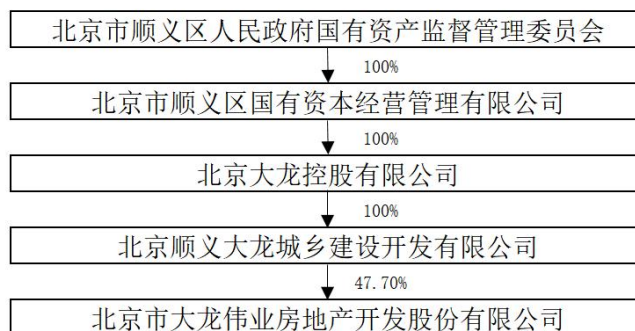 北京市顺义区人民政府国有资产监督管理委员会
100%
北京市顺义区国有资本经营管理有限公司
100%
北京大龙控股有限公司
100%
北京顺义大龙城乡建设开发有限公司
47.70%
北京市大龙伟业房地产开发股份有限公司